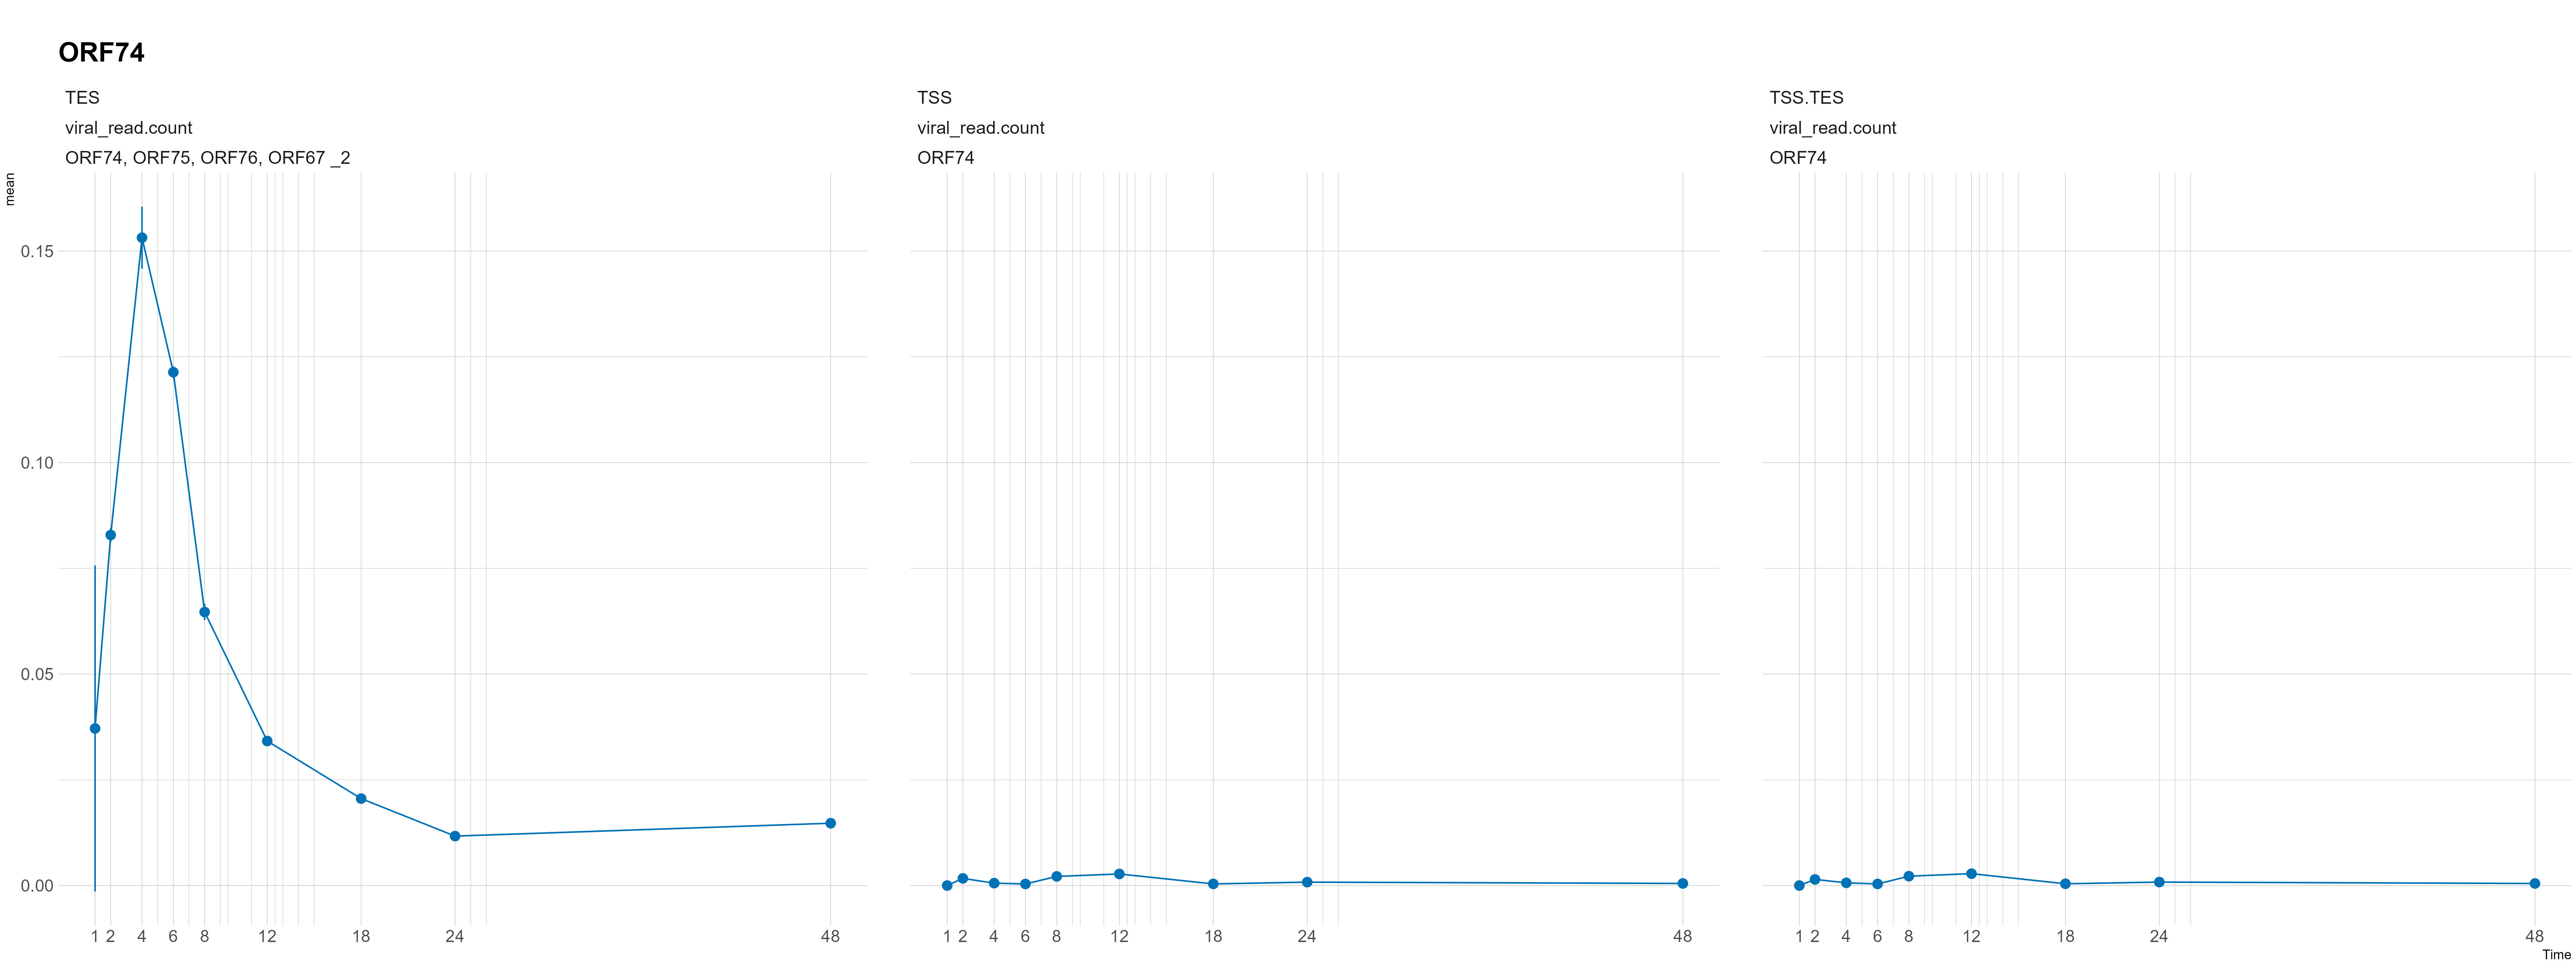 ORF74
TES
viral_read.count
ORF74, ORF75, ORF76, ORF67 _2
TSS
viral_read.count
ORF74
TSS.TES
viral_read.count
ORF74
mean
0.15
0.10
0.05
0.00
1 2 4 6 8 12 18 24 48
1 2 4 6 8 12 18 24 48
1 2 4 6 8 12 18 24 48
Time